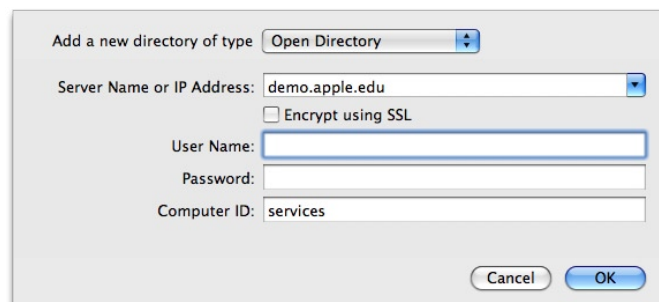 Add a new directory of type Open Directory
Server Name or IP Address: demo.apple.edu
Encrypt using SSL
User Name:
Password:
Computer ID: services
Cancel OK